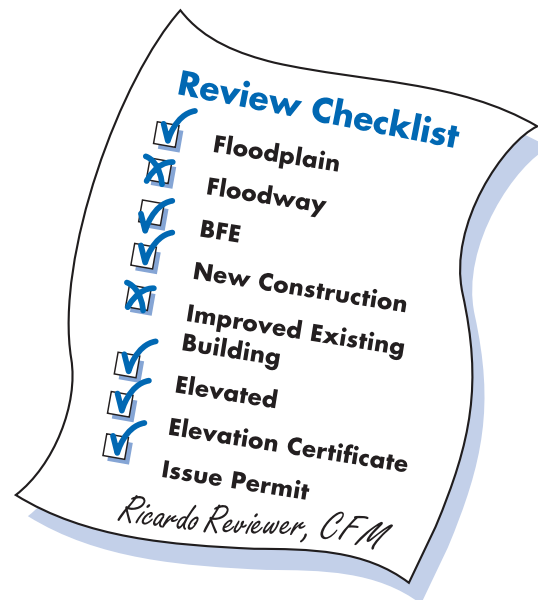 Review Checklist
Floodplain
Floodway
BFE
New Construction
Improved Existing
Building
Elevated
Elevation Certificate
Issue Permit
Ricardo Reviewer, CFM